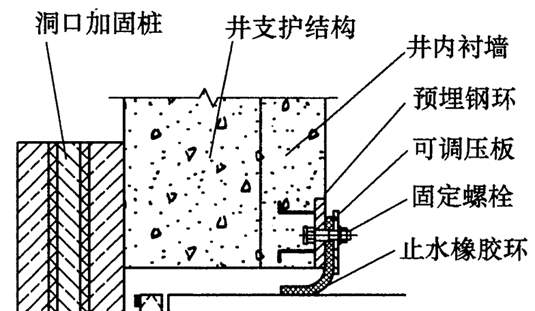 洞口加固桩
井支护结构
井内衬墙
预埋钢环
可调压板
固定螺栓
止水橡胶环